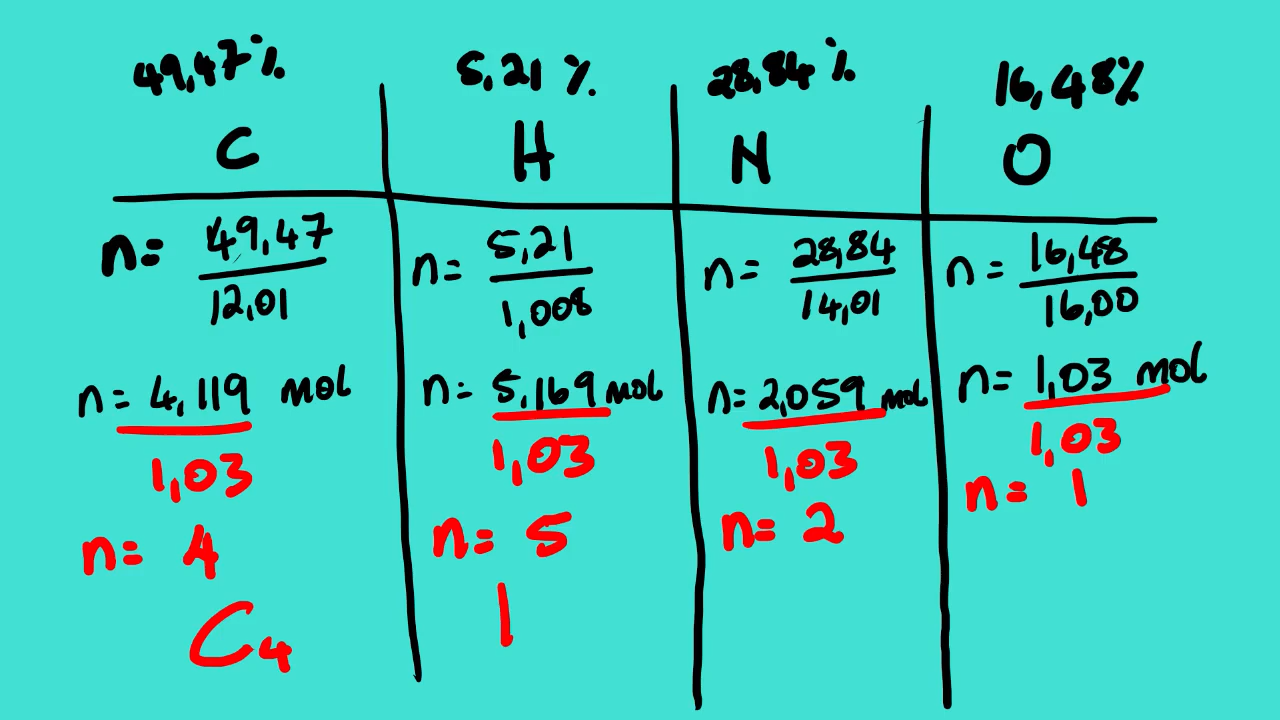 49,47% 5,21% 28,84% 16,48%
C H N O
n= 49,47 n= 5,21 n= 28,84 n= 16,48
12,01 1,008 14,01 16,00
n= 4,119 mol n= 5,169 mol n= 2,059 mol n= 1,03 mol
1,03 1,03 1,03 1,03
n= 4 n= 5 n= 2 n= 1
C4